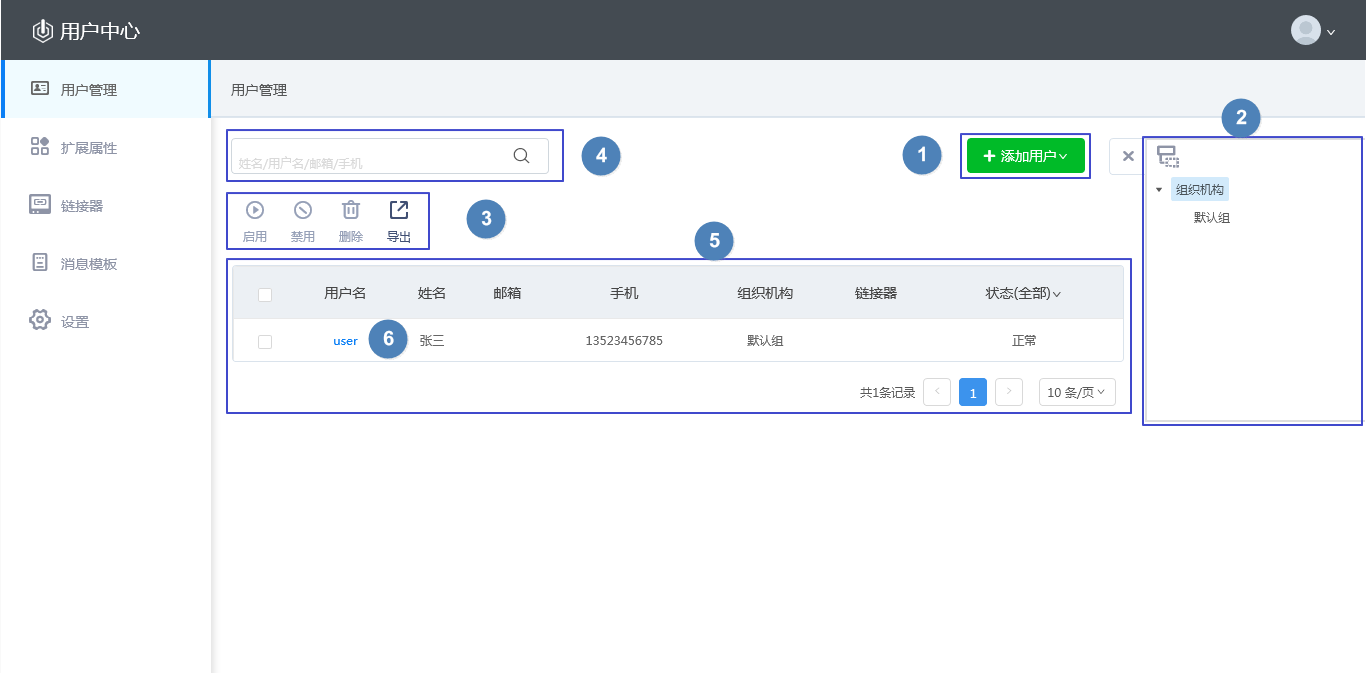 用户中心
用户管理
扩展属性
链接器
消息模板
设置
用户管理
姓名/用户名/邮箱/手机
4
1
添加用户
2
组织机构
默认组
启用 禁用 删除 导出
3
5
用户名 姓名 邮箱 手机 组织机构 链接器 状态(全部)
user 6 张三 13523456785 默认组 正常
共1条记录 1 10 条/页